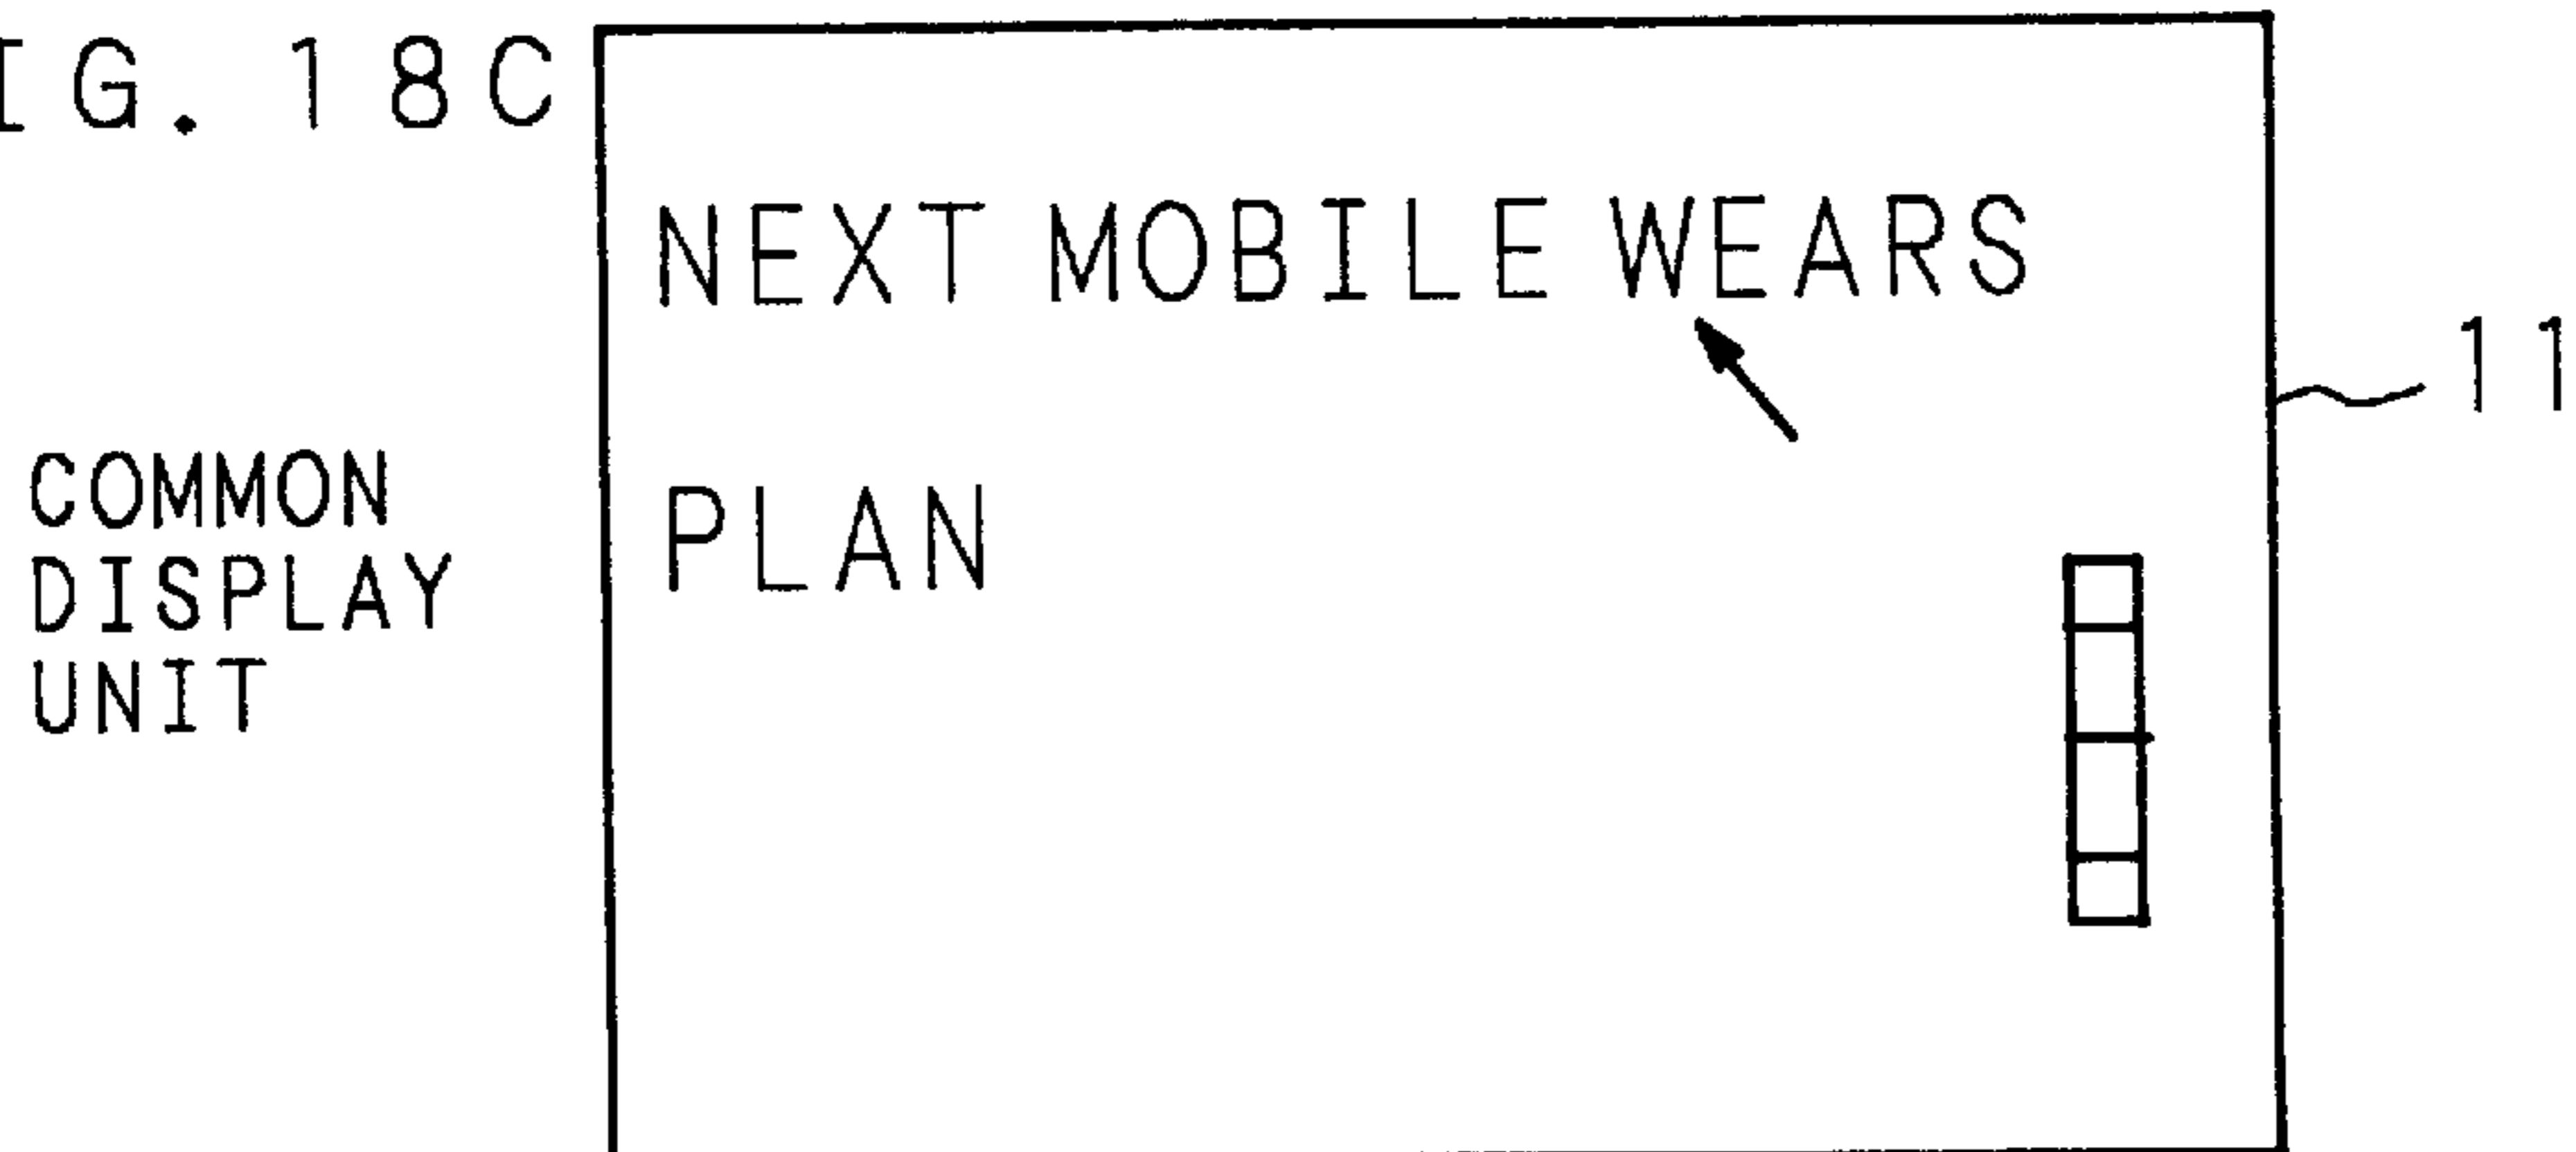 IG. 18C
NEXT MOBILE WEARS
PLAN
COMMON
DISPLAY
UNIT
11